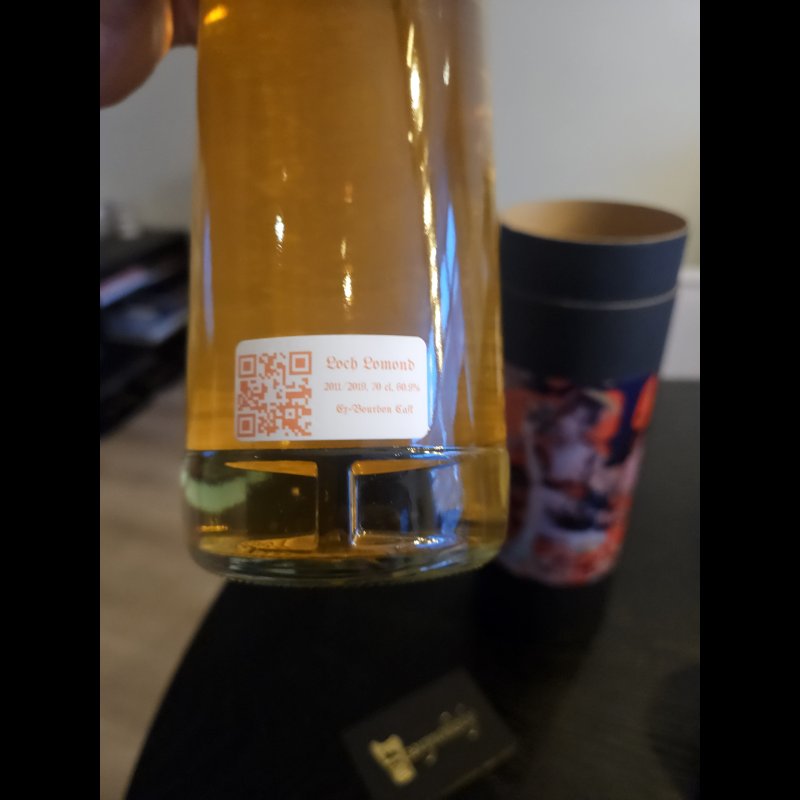 Loch Lomond
2011/2019, 70 cl, 60.9%
Ex-Bourbon Cask